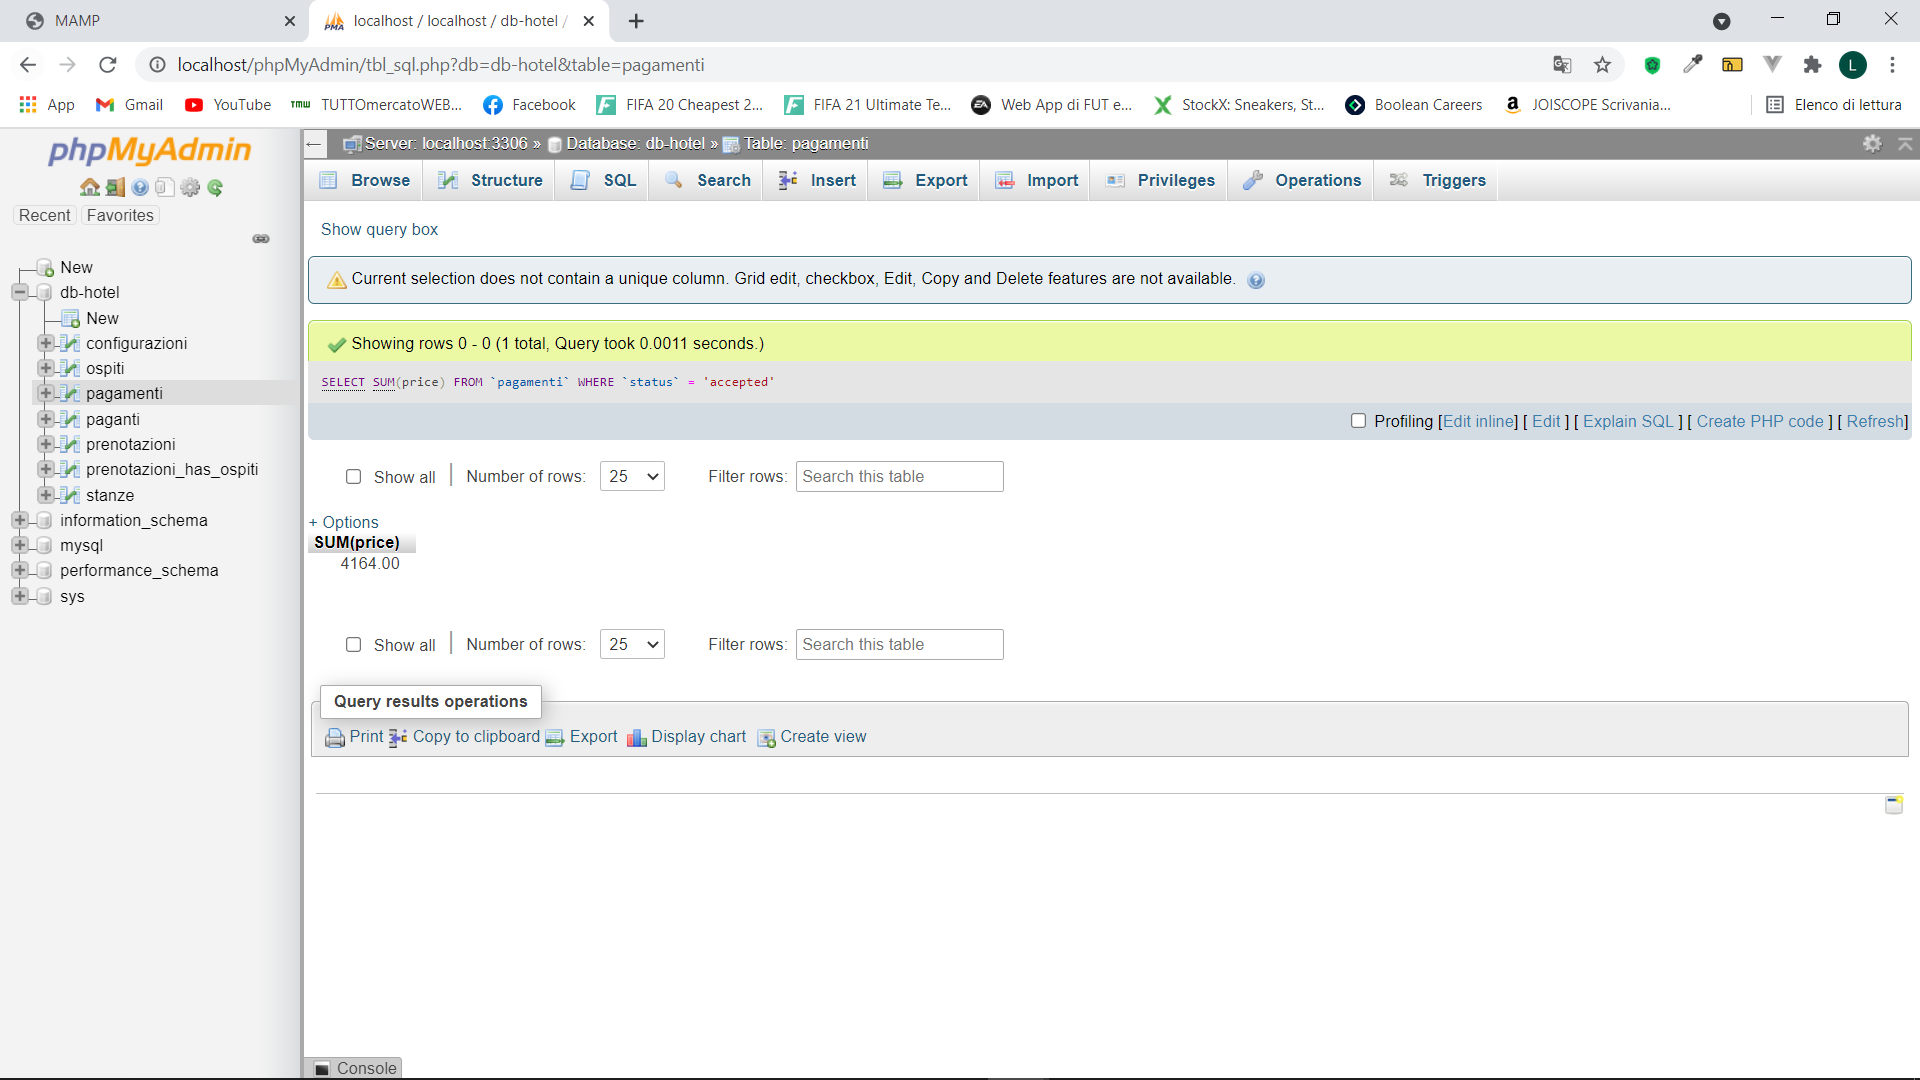 MAMP
localhost / localhost / db-hotel /
localhost/phpMyAdmin/tbl_sql.php?db=db-hotel&table=pagamenti
L
App
Gmail
YouTube
TMW TUTTOmercatoWEB...
Facebook
FIFA 20 Cheapest 2...
FIFA 21 Ultimate Te...
Web App di FUT e...
StockX: Sneakers, St...
Boolean Careers
JOISCOPE Scrivania...
Elenco di lettura
phpMyAdmin
Recent Favorites
New
db-hotel
New
configurazioni
ospiti
pagamenti
paganti
prenotazioni
prenotazioni_has_ospiti
stanze
information_schema
mysql
performance_schema
sys
Server: localhost:3306 » Database: db-hotel » Table: pagamenti
Browse Structure SQL Search Insert Export Import Privileges Operations Triggers
Show query box
Current selection does not contain a unique column. Grid edit, checkbox, Edit, Copy and Delete features are not available.
Showing rows 0 - 0 (1 total, Query took 0.0011 seconds.)
SELECT SUM(price) FROM `pagamenti` WHERE `status` = 'accepted'
Profiling [Edit inline] [ Edit ] [ Explain SQL ] [ Create PHP code ] [ Refresh]
Show all | Number of rows: 25 Filter rows: Search this table
+ Options
SUM(price)
4164.00
Show all | Number of rows: 25 Filter rows: Search this table
Query results operations
Print Copy to clipboard Export Display chart Create view
Console